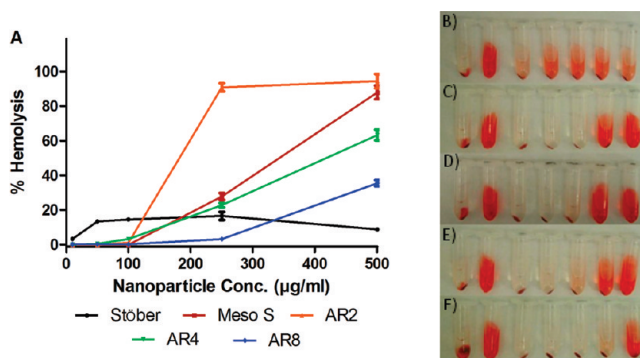 A
% Hemolysis
100
80
60
40
20
0
0 100 200 300 400 500
Nanoparticle Conc. (µg/ml)
Stöber Meso S AR2
AR4 AR8
B)
C)
D)
E)
F)